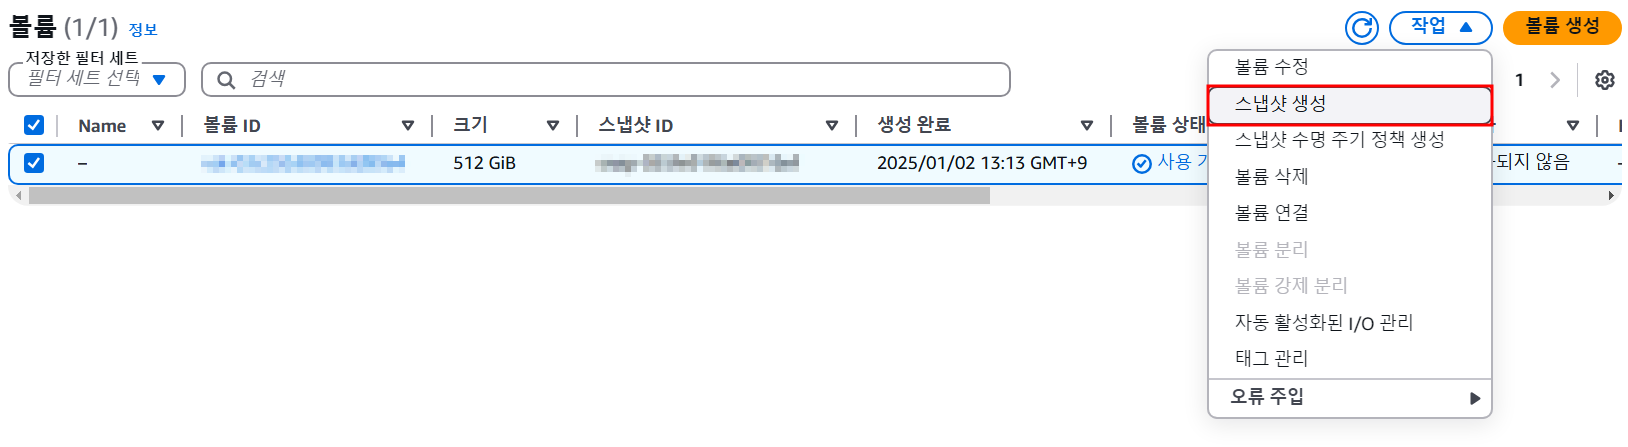 볼륨 (1/1) 정보
작업
볼륨 생성
저장한 필터 세트
필터 세트 선택
검색
1
Name 볼륨 ID 크기 스냅샷 ID 생성 완료 볼륨 상태
– 512 GiB 2025/01/02 13:13 GMT+9 사용 되지 않음
볼륨 수정
스냅샷 생성
스냅샷 수명 주기 정책 생성
볼륨 삭제
볼륨 연결
볼륨 분리
볼륨 강제 분리
자동 활성화된 I/O 관리
태그 관리
오류 주입